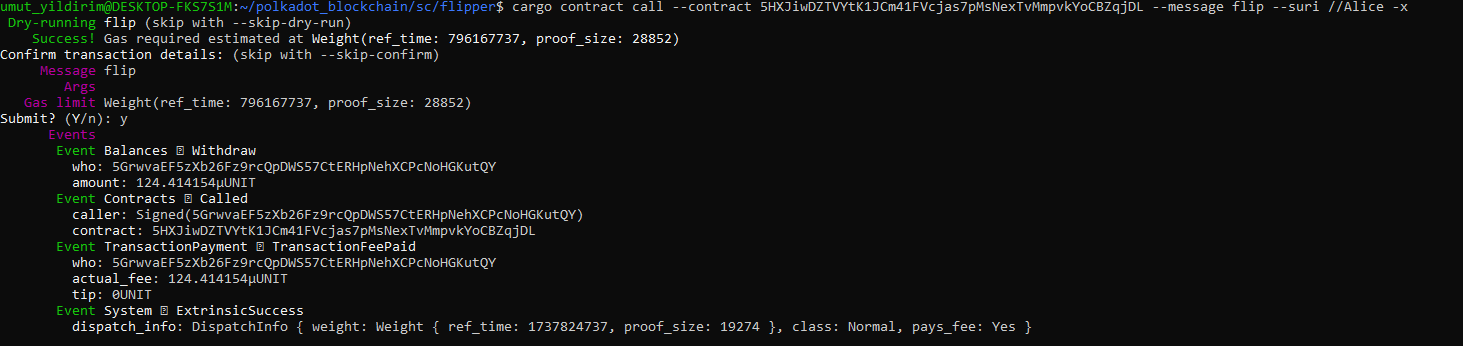 umut_yildirim@DESKTOP-FKS7S1M:~/polkadot_blockchain/sc/flipper$ cargo contract call --contract 5HXJiwDZTVYtK1JCm41FVcjas7pMsNexTvMmpvkYoCBZqjDL --message flip --suri //Alice -x
Dry-running flip (skip with --skip-dry-run)
Success! Gas required estimated at Weight(ref_time: 796167737, proof_size: 28852)
Confirm transaction details: (skip with --skip-confirm)
Message flip
Args
Gas limit Weight(ref_time: 796167737, proof_size: 28852)
Submit? (Y/n): y
Events
Event Balances ⍰ Withdraw
who: 5GrwvaEF5zXb26Fz9rcQpDWS57CtERHpNehXCPcNoHGKutQY
amount: 124.414154µUNIT
Event Contracts ⍰ Called
caller: Signed(5GrwvaEF5zXb26Fz9rcQpDWS57CtERHpNehXCPcNoHGKutQY)
contract: 5HXJiwDZTVYtK1JCm41FVcjas7pMsNexTvMmpvkYoCBZqjDL
Event TransactionPayment ⍰ TransactionFeePaid
who: 5GrwvaEF5zXb26Fz9rcQpDWS57CtERHpNehXCPcNoHGKutQY
actual_fee: 124.414154µUNIT
tip: 0UNIT
Event System ⍰ ExtrinsicSuccess
dispatch_info: DispatchInfo { weight: Weight { ref_time: 1737824737, proof_size: 19274 }, class: Normal, pays_fee: Yes }